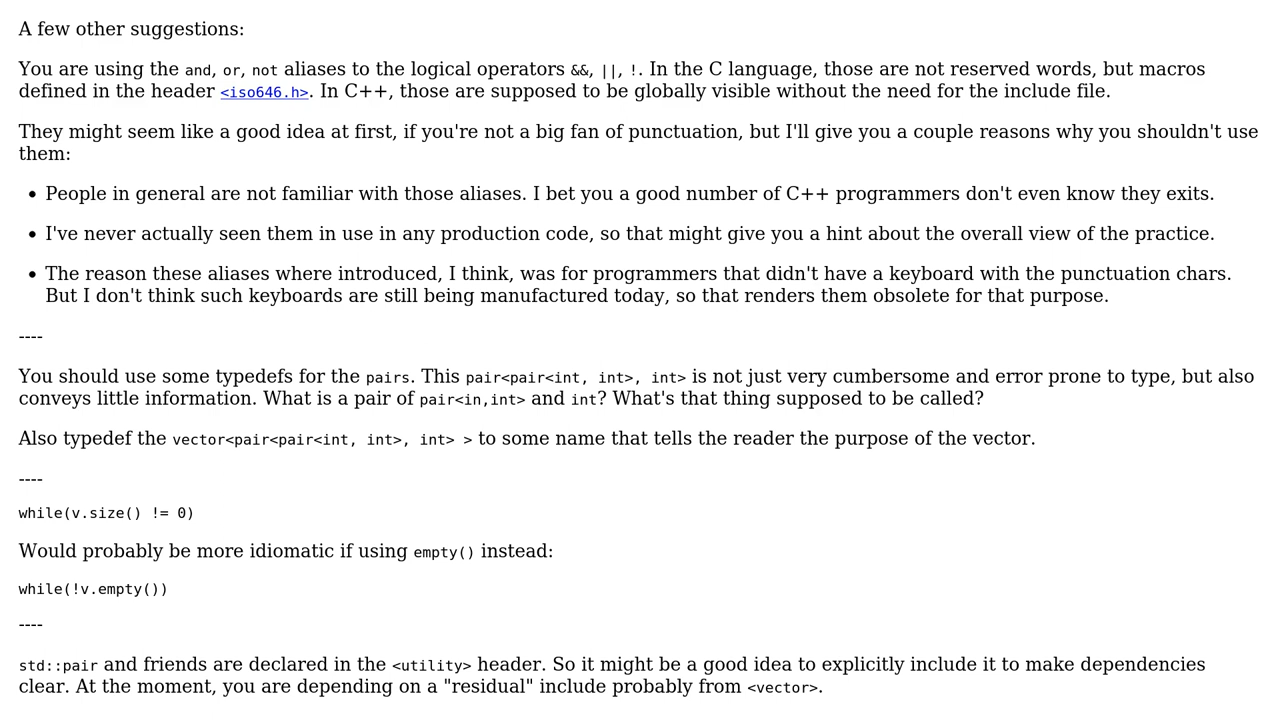 A few other suggestions:
You are using the and, or, not aliases to the logical operators &&, ||, !. In the C language, those are not reserved words, but macros
defined in the header <iso646.h>. In C++, those are supposed to be globally visible without the need for the include file.
They might seem like a good idea at first, if you're not a big fan of punctuation, but I'll give you a couple reasons why you shouldn't use
them:
• People in general are not familiar with those aliases. I bet you a good number of C++ programmers don't even know they exits.
• I've never actually seen them in use in any production code, so that might give you a hint about the overall view of the practice.
• The reason these aliases where introduced, I think, was for programmers that didn't have a keyboard with the punctuation chars.
But I don't think such keyboards are still being manufactured today, so that renders them obsolete for that purpose.
----
You should use some typedefs for the pairs. This pair<pair<int, int>, int> is not just very cumbersome and error prone to type, but also
conveys little information. What is a pair of pair<in,int> and int? What's that thing supposed to be called?
Also typedef the vector<pair<pair<int, int>, int> > to some name that tells the reader the purpose of the vector.
----
while(v.size() != 0)
Would probably be more idiomatic if using empty() instead:
while(!v.empty())
----
std::pair and friends are declared in the <utility> header. So it might be a good idea to explicitly include it to make dependencies
clear. At the moment, you are depending on a "residual" include probably from <vector>.